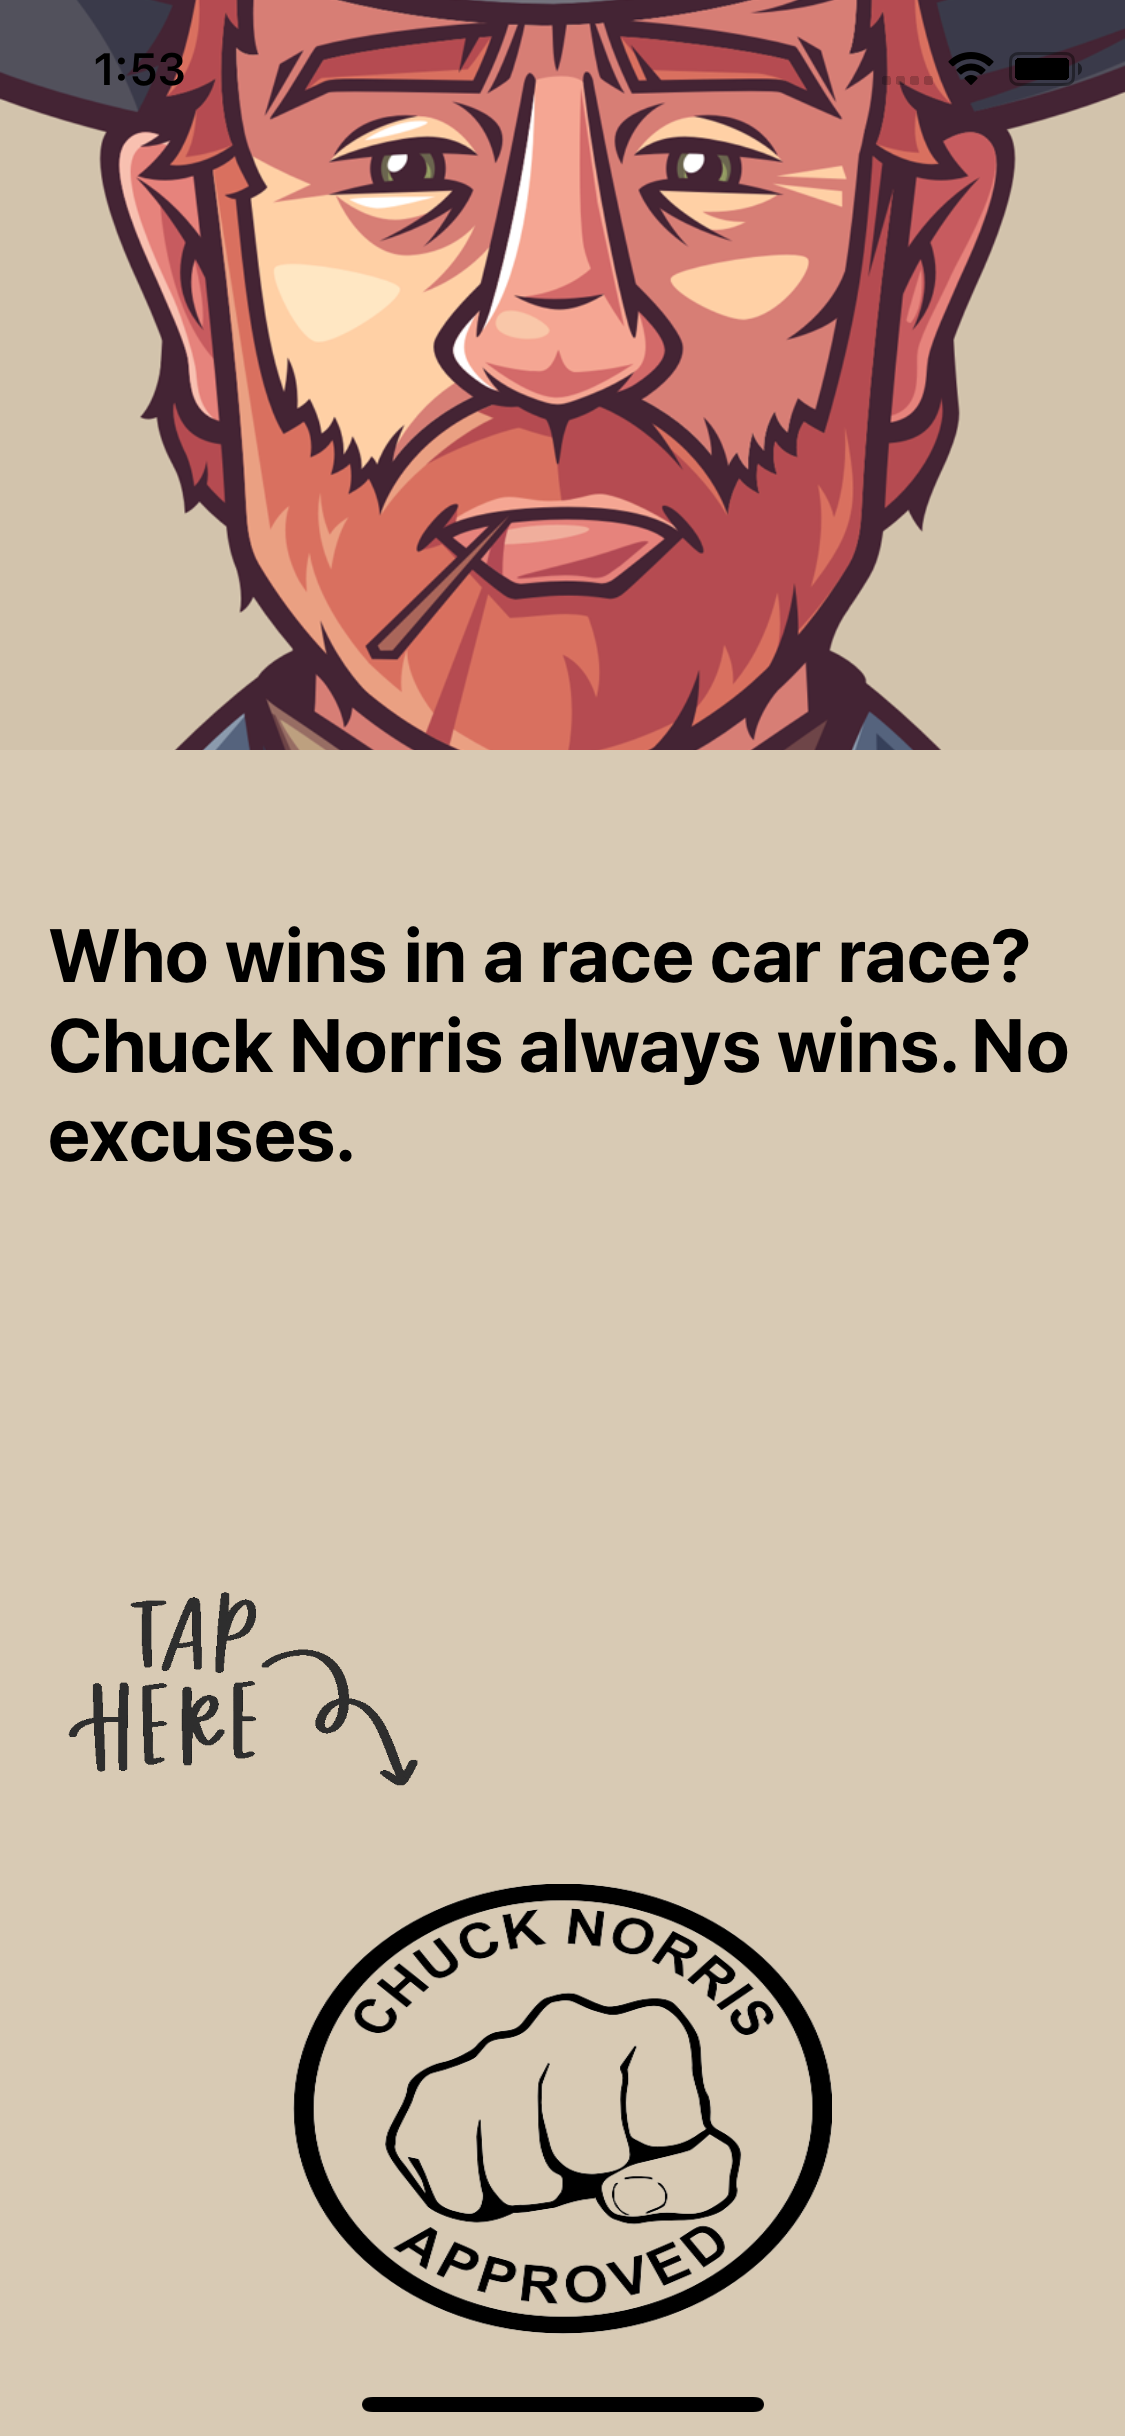 1:53
Who wins in a race car race?
Chuck Norris always wins. No
excuses.
TAP
HERE
CHUCK NORRIS
APPROVED